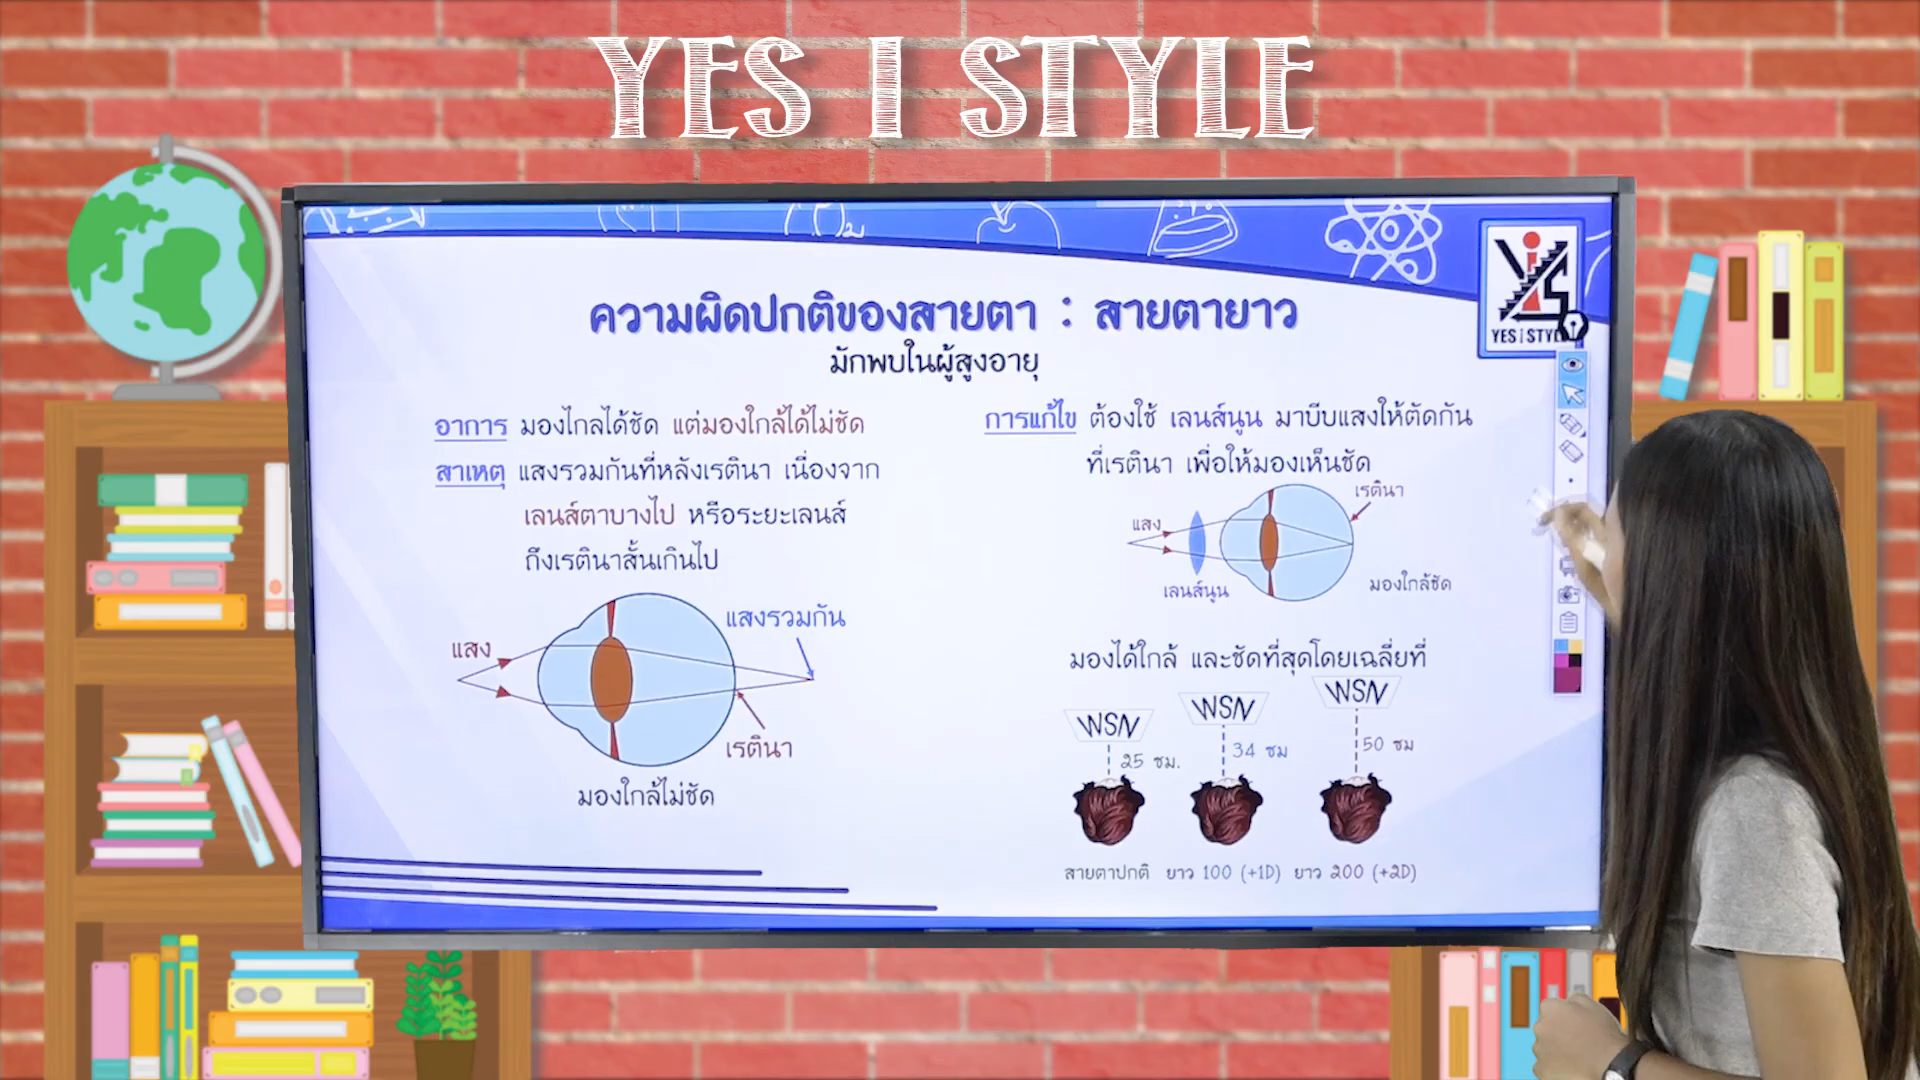 YES I STYLE
YES I STYLE
ความผิดปกติของสายตา : สายตายาว
มักพบในผู้สูงอายุ
อาการ มองไกลได้ชัด แต่มองใกล้ได้ไม่ชัด
สาเหตุ แสงรวมกันที่หลังเรตินา เนื่องจาก
เลนส์ตาบางไป หรือระยะเลนส์
ถึงเรตินาสั้นเกินไป
แสง
แสงรวมกัน
เรตินา
มองใกล้ไม่ชัด
การแก้ไข ต้องใช้ เลนส์นูน มาบีบแสงให้ตัดกัน
ที่เรตินา เพื่อให้มองเห็นชัด
เรตินา
แสง
เลนส์นูน
มองใกล้ชัด
มองได้ใกล้ และชัดที่สุดโดยเฉลี่ยที่
WSN
WSN
WSN
25 ซม.
34 ซม
50 ซม
สายตาปกติ ยาว 100 (+1D) ยาว 200 (+2D)